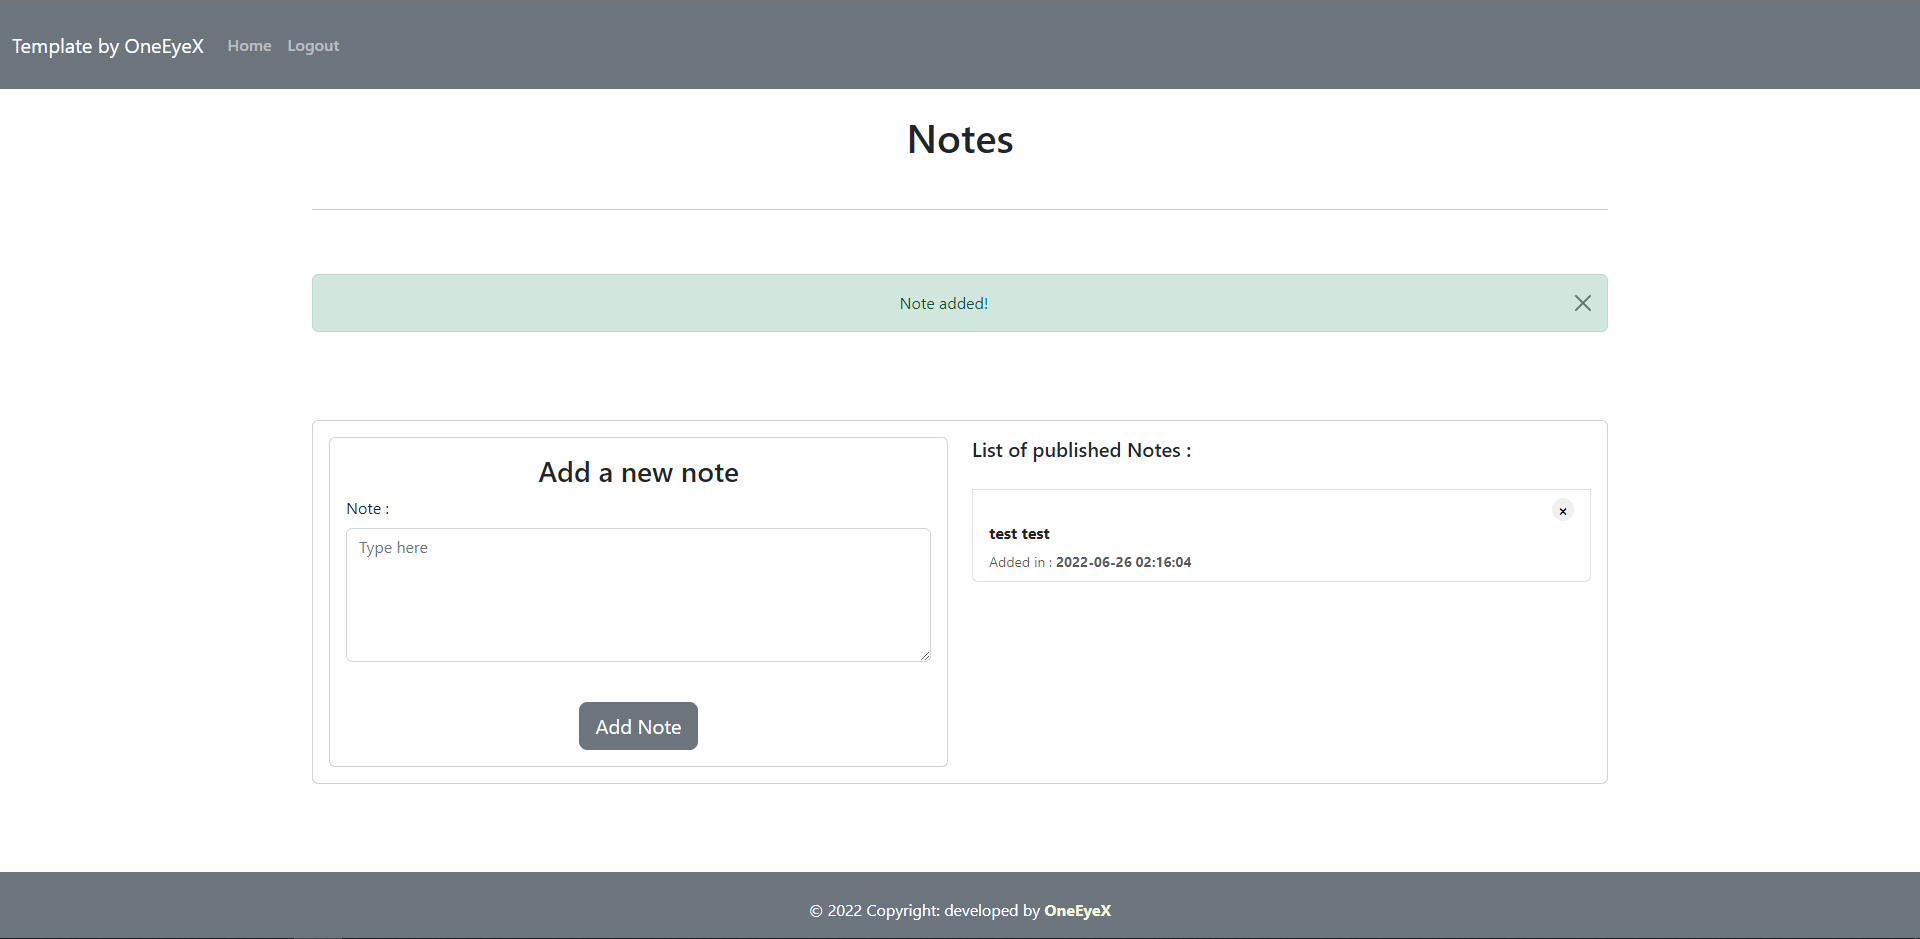 Template by OneEyeX Home Logout
Notes
Note added!
Add a new note
Note :
Type here
Add Note
List of published Notes :
test test
Added in : 2022-06-26 02:16:04
© 2022 Copyright: developed by OneEyeX